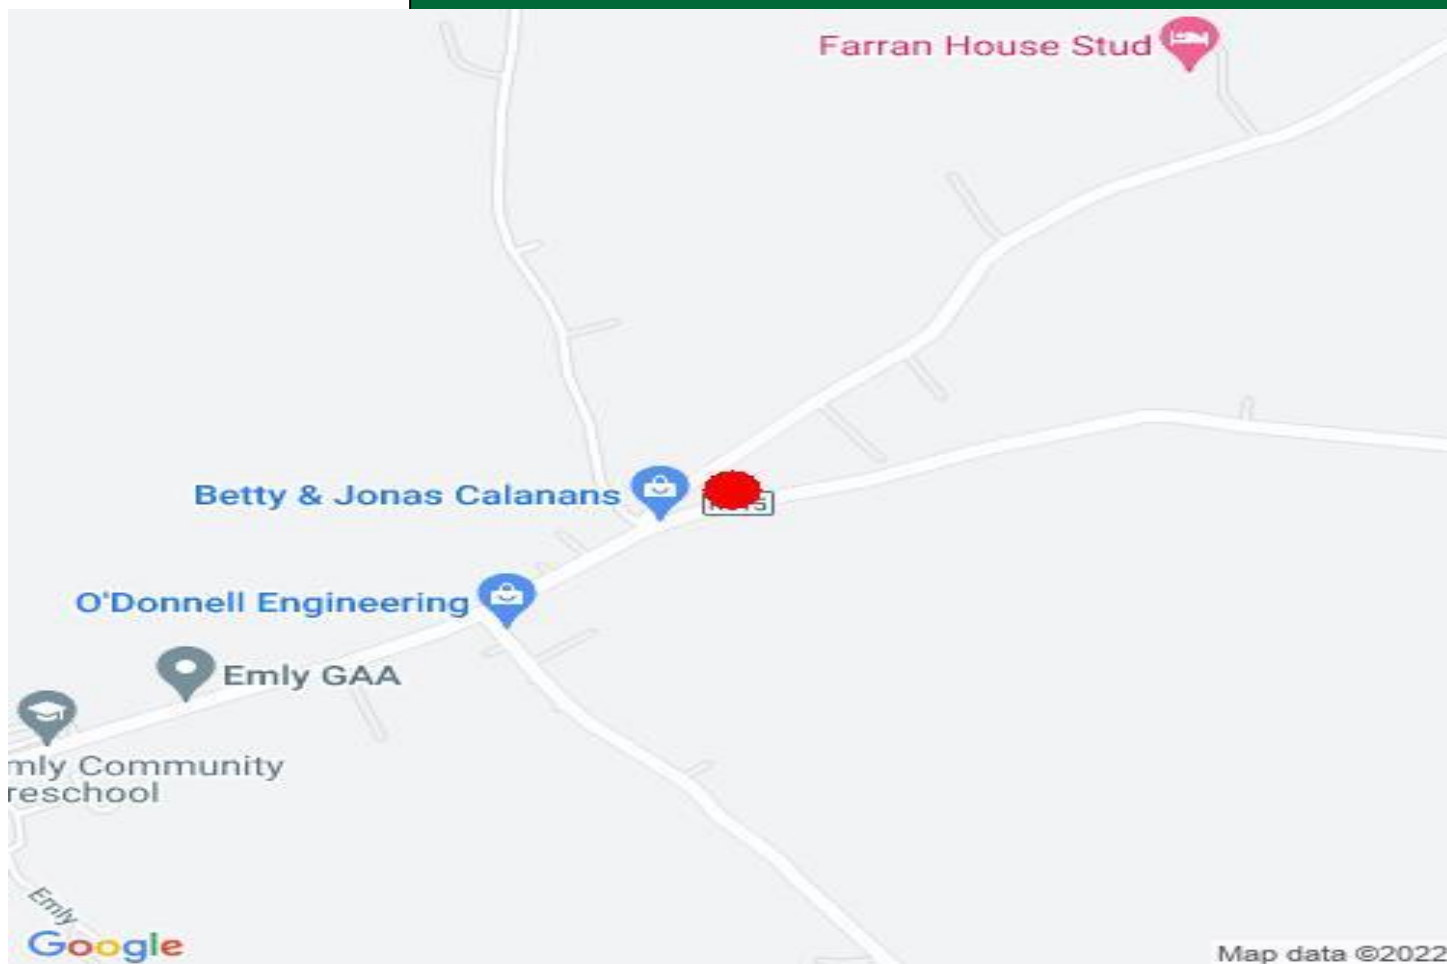 Farran House Stud
Betty & Jonas Calanans
O'Donnell Engineering
Emly GAA
mly Community
reschool
Emly
Google
Map data ©2022